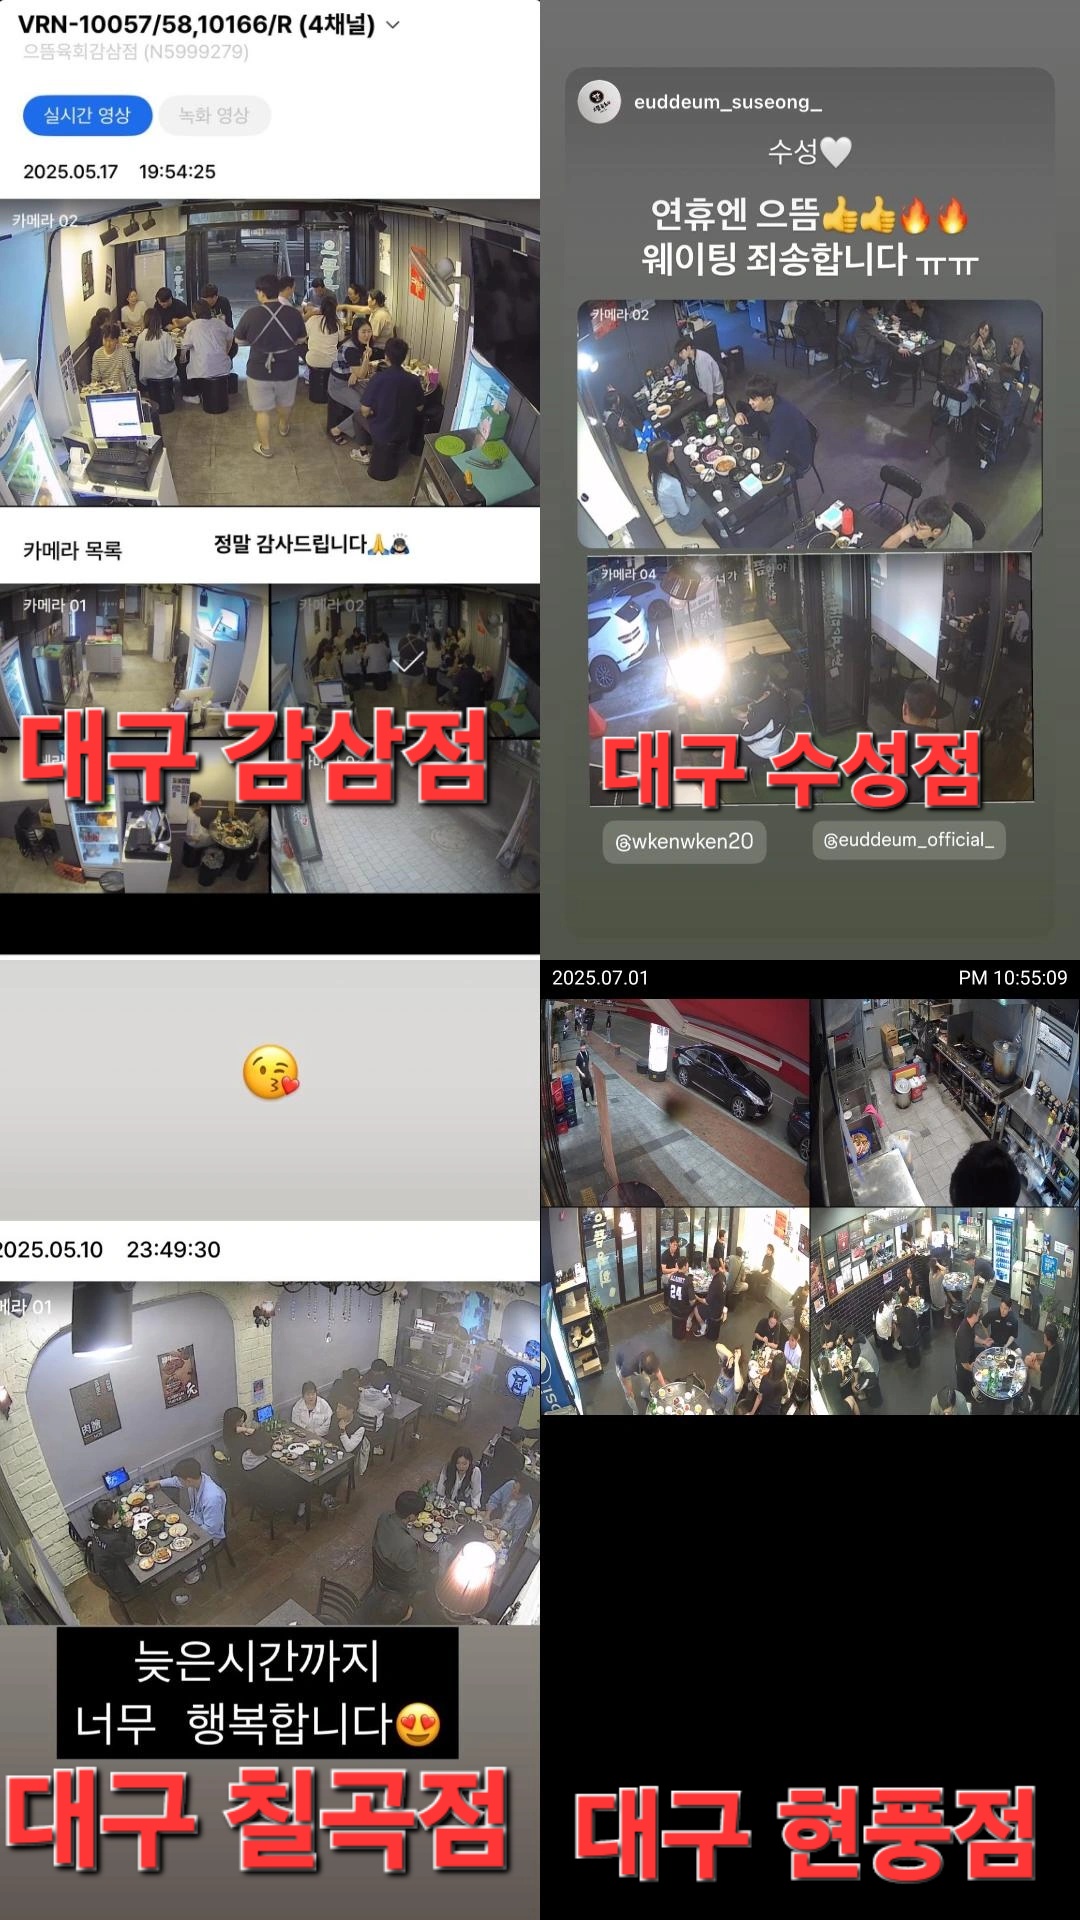 VRN-10057/58,10166/R (4채널)
으뜸육회감삼점 (N5999279)
실시간 영상
녹화 영상
2025.05.17 19:54:25
카메라 02
카메라 목록
정말 감사드립니다🙏🙇
카메라 01
카메라 02
대구 감삼점
euddeum_suseong_
수성🤍
연휴엔 으뜸👍👍🔥🔥
웨이팅 죄송합니다 ㅠㅠ
카메라 02
카메라 04
대구 수성점
@wkenwken20
@euddeum_official_
😘
2025.05.10 23:49:30
메라 01
늦은시간까지
너무 행복합니다😍
대구 칠곡점
2025.07.01
PM 10:55:09
24
대구 현풍점